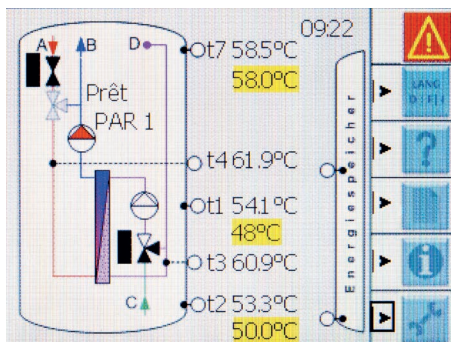 09:22
A B D
t7 58.5°C
58.0°C
Prêt
PAR 1
t4 61.9°C
t1 54.1°C
48°C
t3 60.9°C
C
t2 53.3°C
50.0°C
Energiespeicher
LANG
D | F | I
?
i